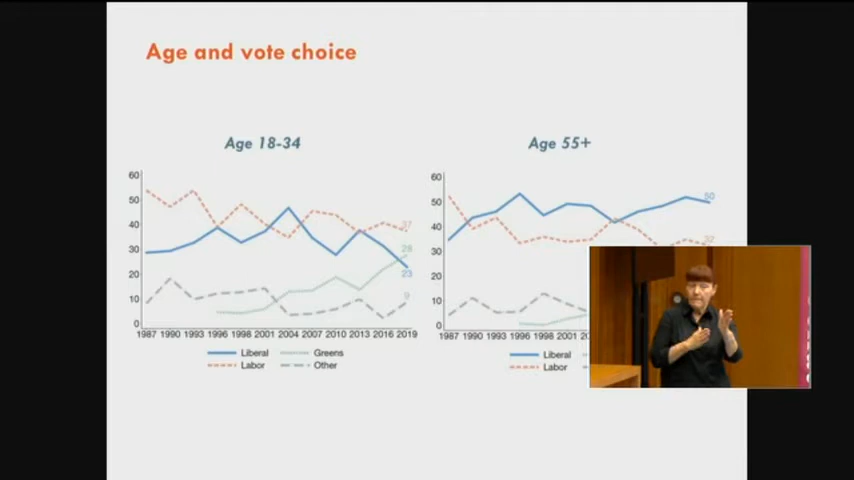 Age and vote choice
Age 18-34
60
50
40
30
20
10
0
37
28
23
9
1987 1990 1993 1996 1998 2001 2004 2007 2010 2013 2016 2019
Liberal
Greens
Labor
Other
Age 55+
60
50
40
30
20
10
0
50
32
1987 1990 1993 1996 1998 2001
Liberal
Labor